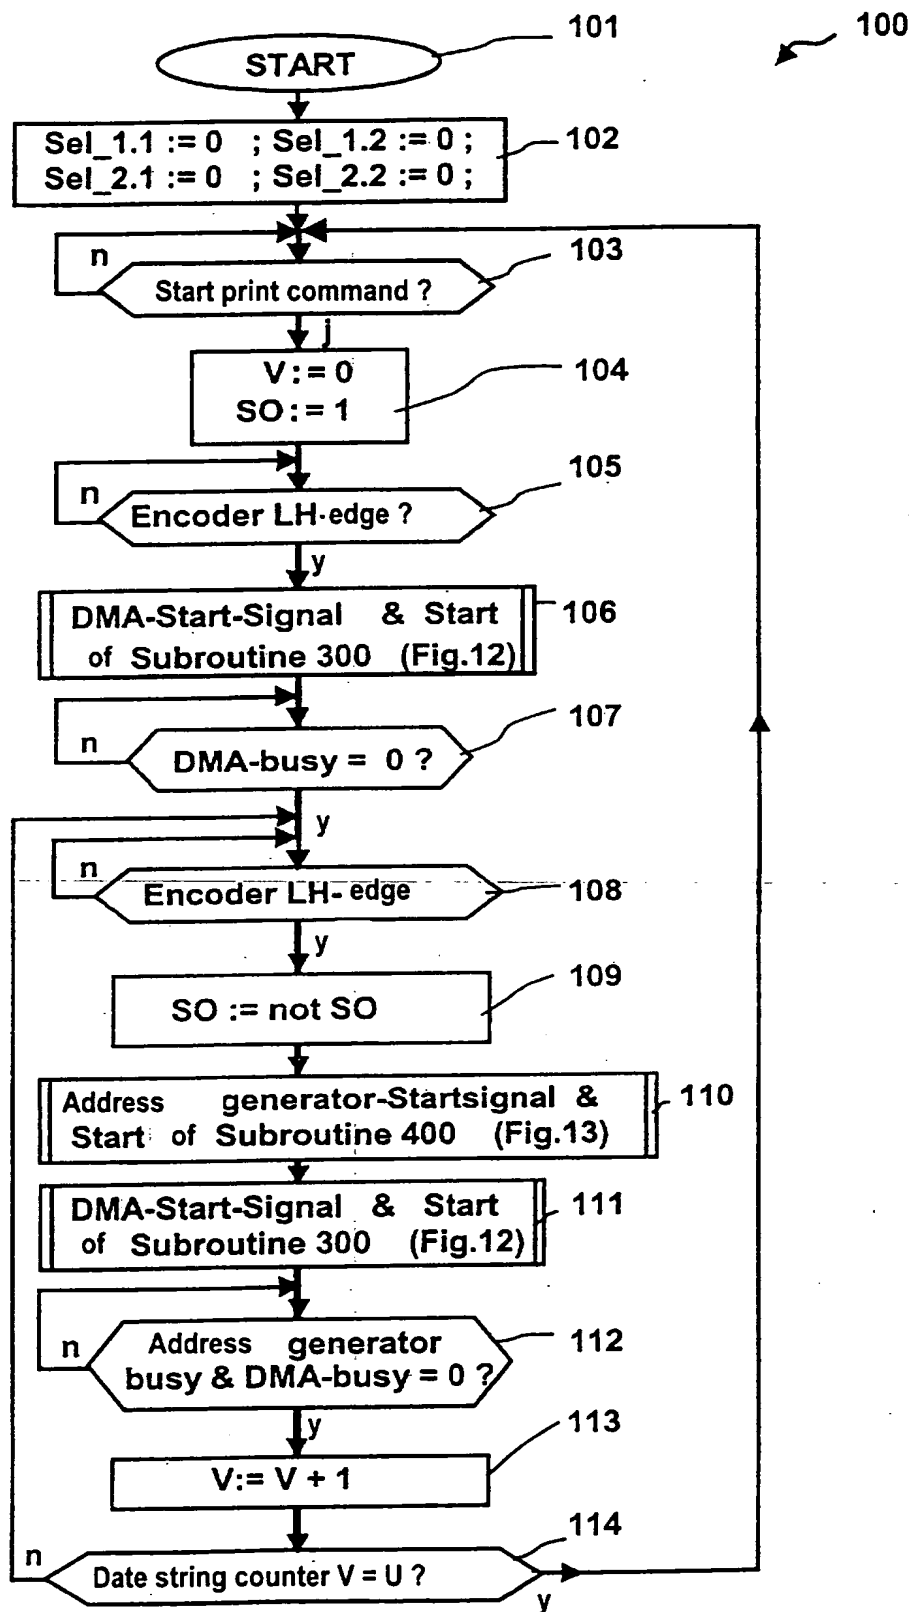 100
101
START
Sel_1.1 := 0 ; Sel_1.2 := 0 ;
Sel_2.1 := 0 ; Sel_2.2 := 0 ;
102
n
103
Start print command ?
j
V := 0
SO := 1
104
n
105
Encoder LH-edge ?
y
DMA-Start-Signal & Start
of Subroutine 300 (Fig.12)
106
n
107
DMA-busy = 0 ?
y
n
Encoder LH-edge
108
y
SO := not SO
109
Address generator-Startsignal &
Start of Subroutine 400 (Fig.13)
110
DMA-Start-Signal & Start
of Subroutine 300 (Fig.12)
111
n
Address generator
busy & DMA-busy = 0 ?
112
y
V:= V + 1
113
n
114
Date string counter V = U ?
y